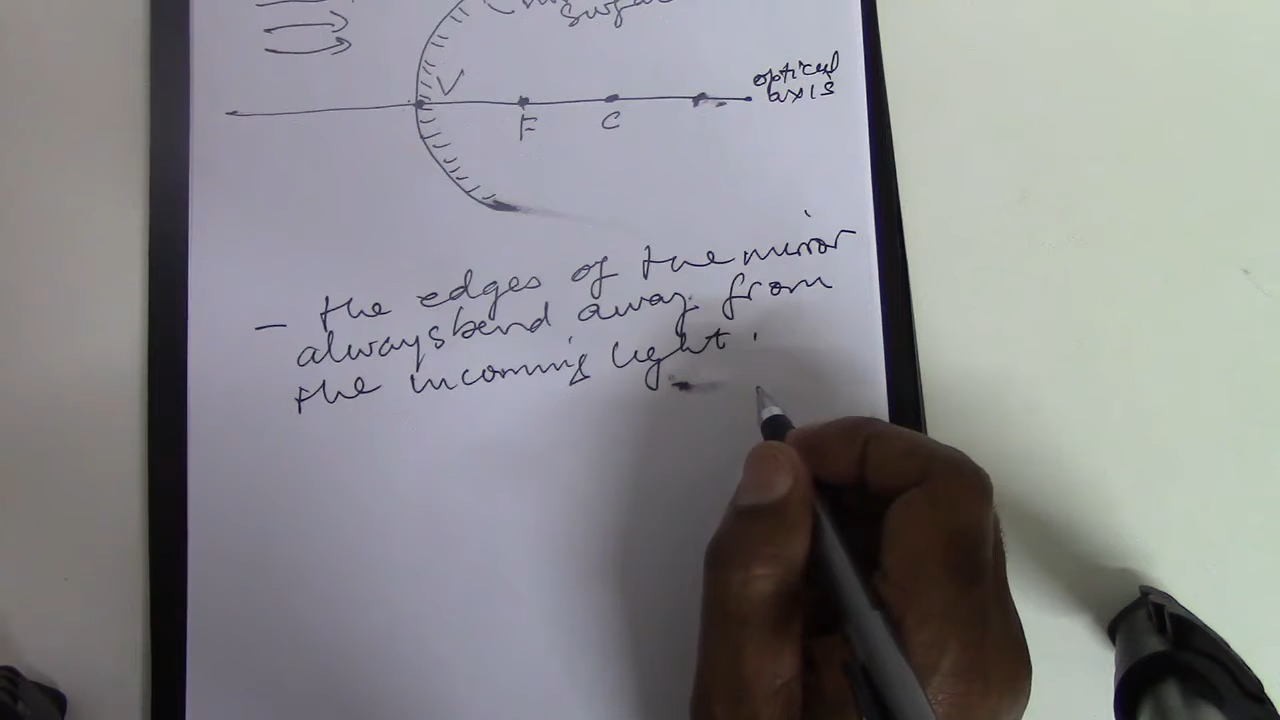 optical
axis
V
F
C
- the edges of the mirror
always bend away from
the incoming light.